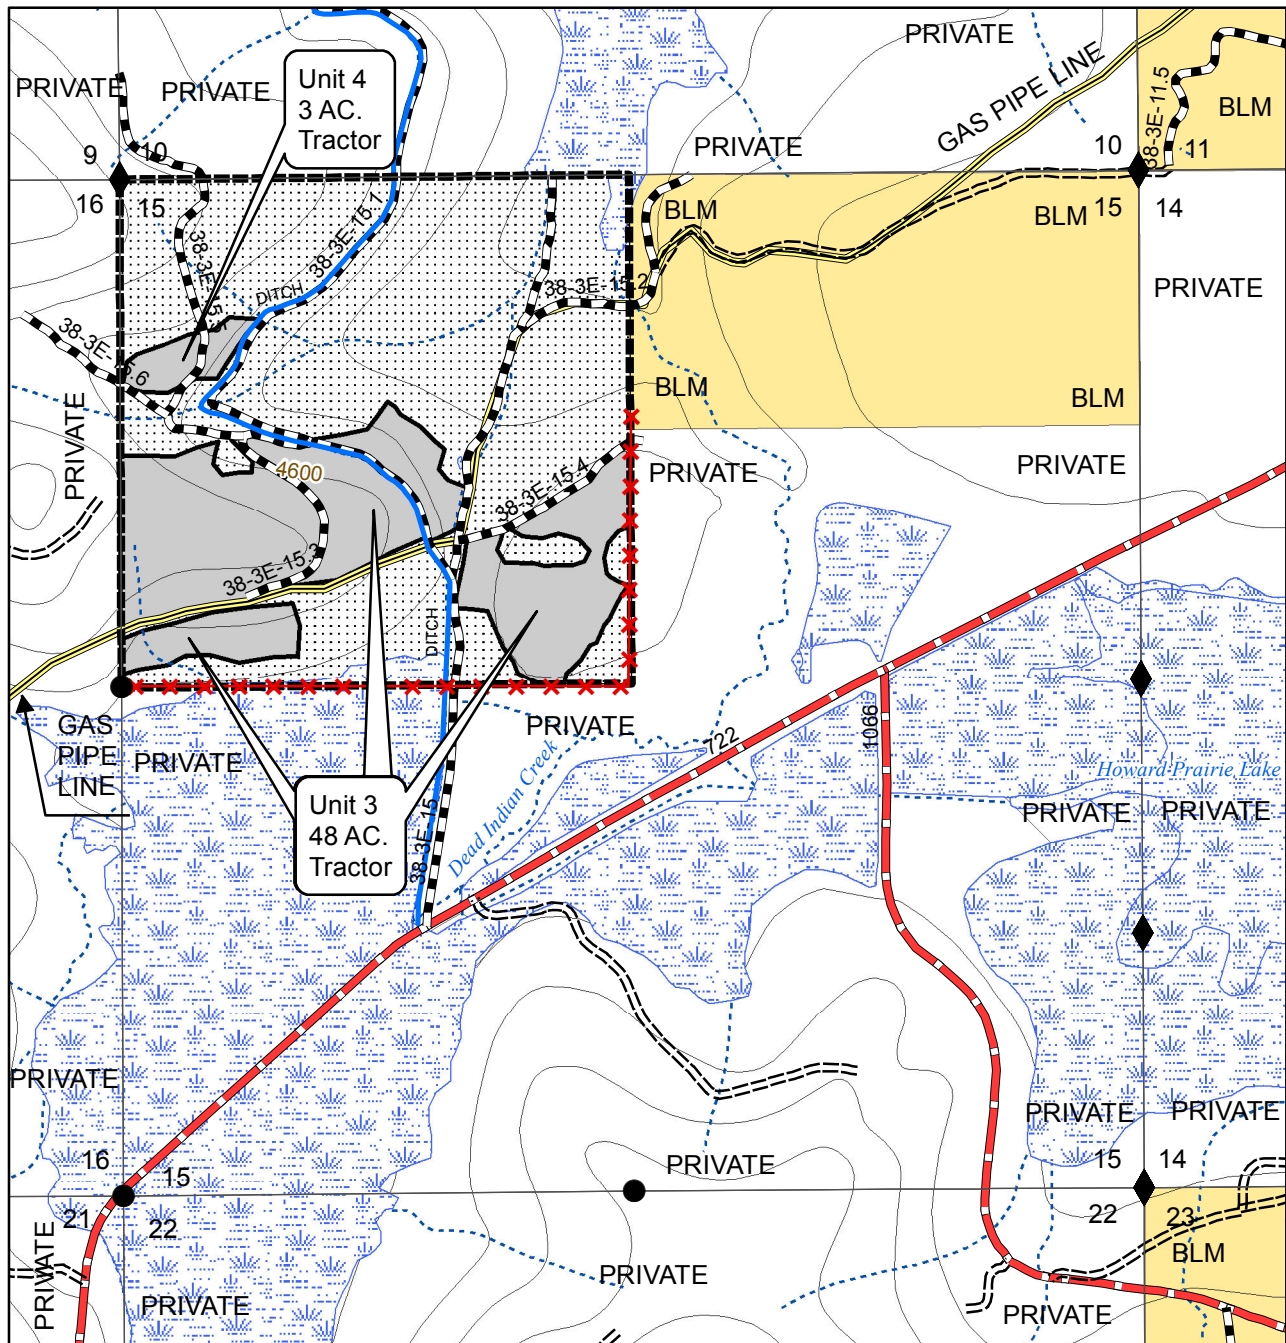 PRIVATE
PRIVATE
Unit 4
3 AC.
Tractor
PRIVATE
GAS PIPE LINE
38-3E-11.5
BLM
PRIVATE
9
10
10
11
16
15
15
14
BLM
BLM
38-3E-15.1
38-3E-15.5
DITCH
38-3E-15.2
PRIVATE
38-3E-15.6
BLM
BLM
PRIVATE
PRIVATE
PRIVATE
4600
38-3E-15.4
38-3E-15.3
DITCH
GAS
PIPE
LINE
PRIVATE
PRIVATE
722
1066
Howard Prairie Lake
Dead Indian Creek
Unit 3
48 AC.
Tractor
38-3E-15
PRIVATE
PRIVATE
PRIVATE
PRIVATE
PRIVATE
PRIVATE
16
15
15
14
21
22
22
23
PRIVATE
BLM
PRIVATE
PRIVATE
PRIVATE